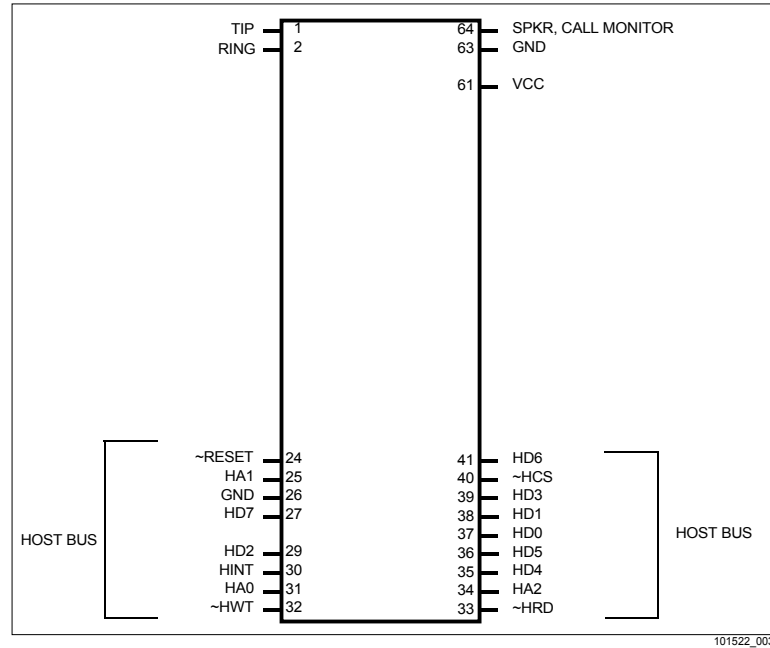 TIP 1 64 SPKR, CALL MONITOR
RING 2 63 GND
61 VCC
~RESET 24 41 HD6
HA1 25 40 ~HCS
GND 26 39 HD3
HD7 27 38 HD1
37 HD0
HOST BUS HOST BUS
HD2 29 36 HD5
HINT 30 35 HD4
HA0 31 34 HA2
~HWT 32 33 ~HRD
101522_003